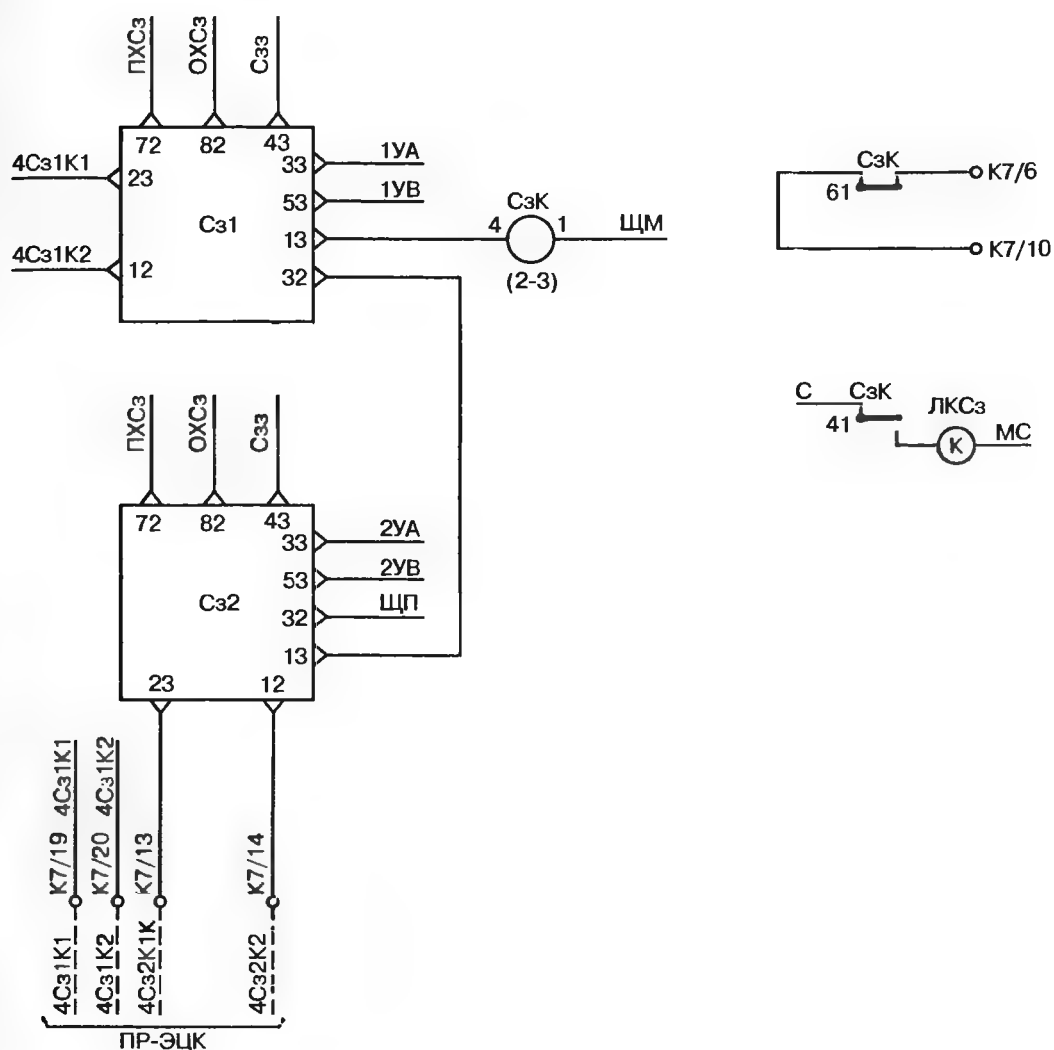 ПХСз
ОХСз
Сзз
72
82
43
4Сз1К1
23
33
1УА
53
1УВ
Сз1
13
4
СзК
1
ЩМ
(2-3)
4Сз1К2
12
32
СзК
61
К7/6
К7/10
С
СзК
41
ЛКСз
К
МС
ПХСз
ОХСз
Сзз
72
82
43
33
2УА
53
2УВ
Сз2
32
ЩП
13
23
12
К7/19 4Сз1К1
К7/20 4Сз1К2
К7/13
К7/14
4Сз1К1
4Сз1К2
4Сз2К1К
4Сз2К2
ПР-ЭЦК